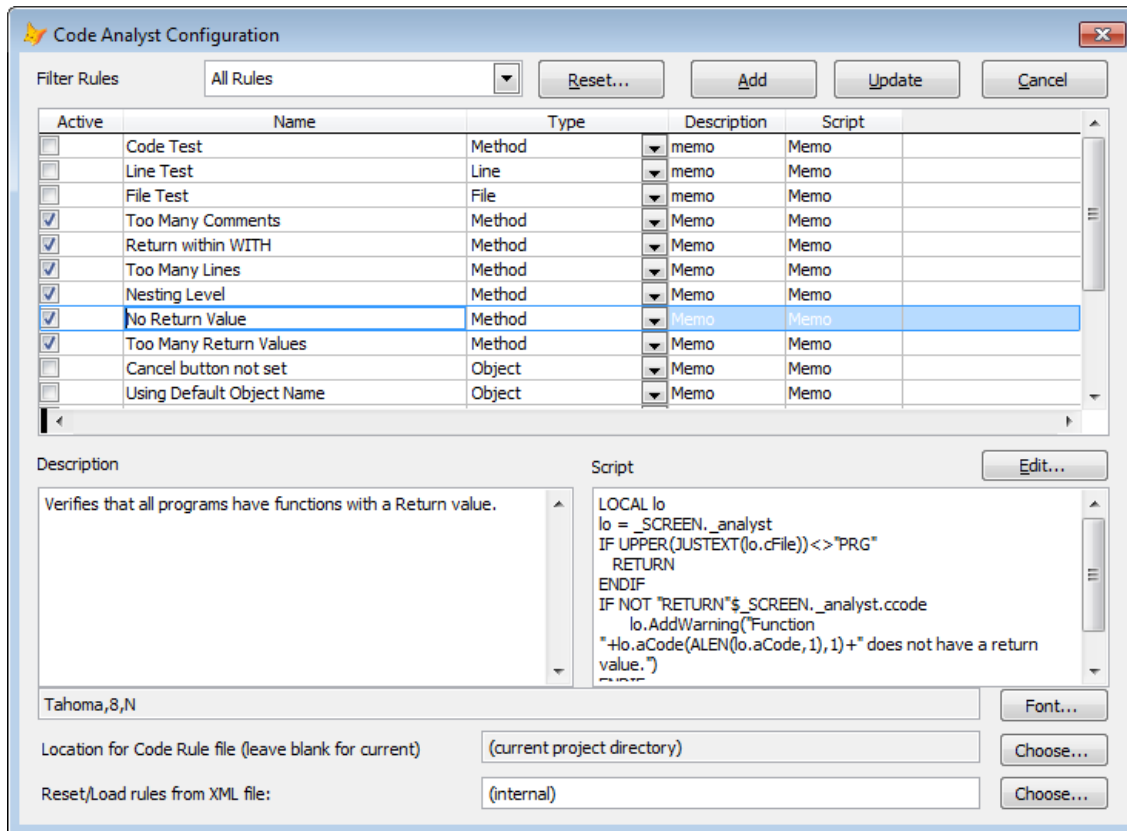 Code Analyst Configuration
Filter Rules All Rules Reset... Add Update Cancel
Active Name Type Description Script
Code Test Method memo Memo
Line Test Line memo Memo
File Test File memo Memo
Too Many Comments Method Memo Memo
Return within WITH Method Memo Memo
Too Many Lines Method Memo Memo
Nesting Level Method Memo Memo
No Return Value Method Memo Memo
Too Many Return Values Method Memo Memo
Cancel button not set Object Memo Memo
Using Default Object Name Object Memo Memo
Description Script Edit...
Verifies that all programs have functions with a Return value.
LOCAL lo
lo = _SCREEN._analyst
IF UPPER(JUSTEXT(lo.cFile))<>"PRG"
RETURN
ENDIF
IF NOT "RETURN"$_SCREEN._analyst.ccode
lo.AddWarning("Function
"+lo.aCode(ALEN(lo.aCode,1),1)+" does not have a return
value.")
ENDIF
Tahoma,8,N Font...
Location for Code Rule file (leave blank for current) (current project directory) Choose...
Reset/Load rules from XML file: (internal) Choose...